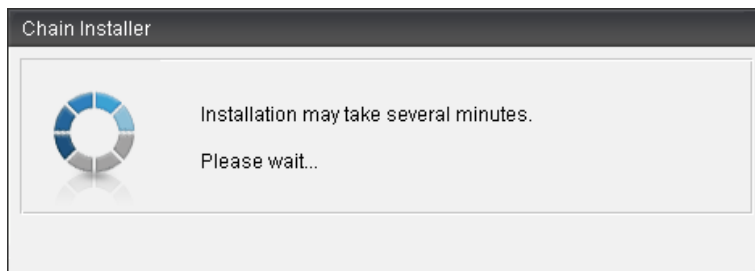 Chain Installer
Installation may take several minutes.
Please wait...